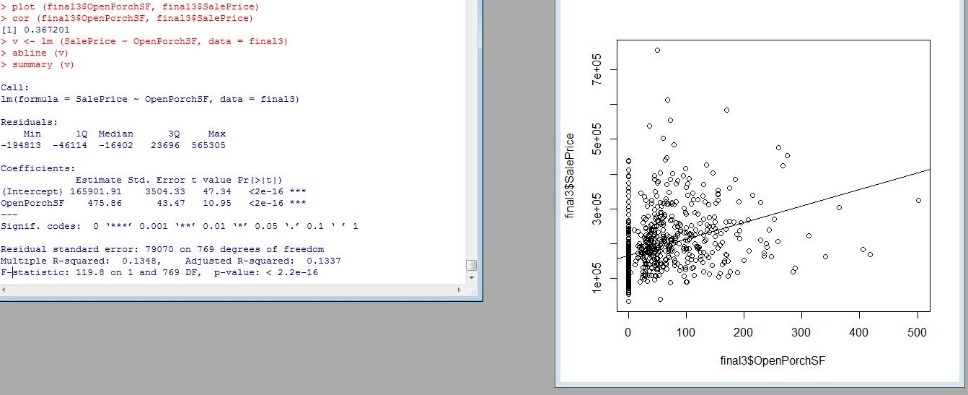 > plot (final3$OpenPorchSF, final3$SalePrice)
> cor (final3$OpenPorchSF, final3$SalePrice)
[1] 0.367201
> v <- lm (SalePrice ~ OpenPorchSF, data = final3)
> abline (v)
> summary (v)
Call:
lm(formula = SalePrice ~ OpenPorchSF, data = final3)
Residuals:
Min 1Q Median 3Q Max
-194813 -46114 -16402 23696 565305
Coefficients:
Estimate Std. Error t value Pr(>|t|)
(Intercept) 165901.91 3504.33 47.34 <2e-16 ***
OpenPorchSF 475.86 43.47 10.95 <2e-16 ***
---
Signif. codes: 0 ‘***’ 0.001 ‘**’ 0.01 ‘*’ 0.05 ‘.’ 0.1 ‘ ’ 1
Residual standard error: 79070 on 769 degrees of freedom
Multiple R-squared: 0.1348, Adjusted R-squared: 0.1337
F-statistic: 119.8 on 1 and 769 DF, p-value: < 2.2e-16
final3$SalePrice
7e+05
5e+05
3e+05
1e+05
0 100 200 300 400 500
final3$OpenPorchSF